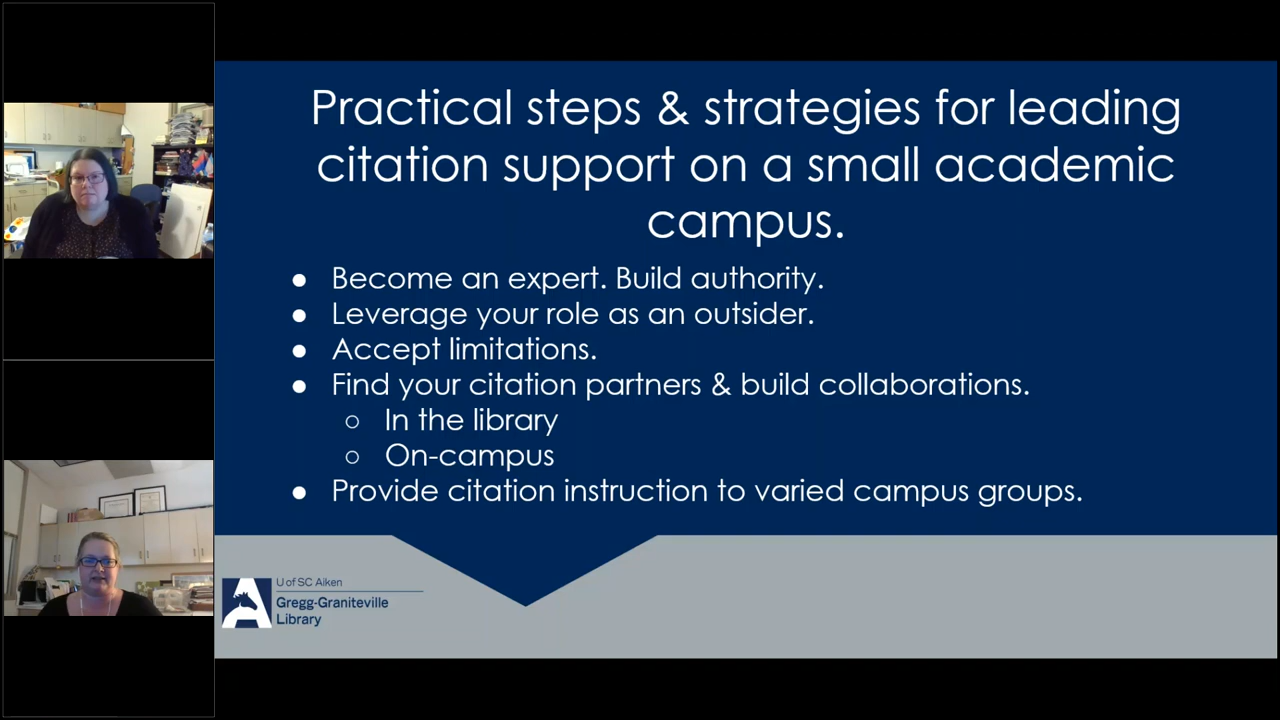 Practical steps & strategies for leading
citation support on a small academic
campus.
● Become an expert. Build authority.
● Leverage your role as an outsider.
● Accept limitations.
● Find your citation partners & build collaborations.
○ In the library
○ On-campus
● Provide citation instruction to varied campus groups.
U of SC Aiken
Gregg-Graniteville
Library